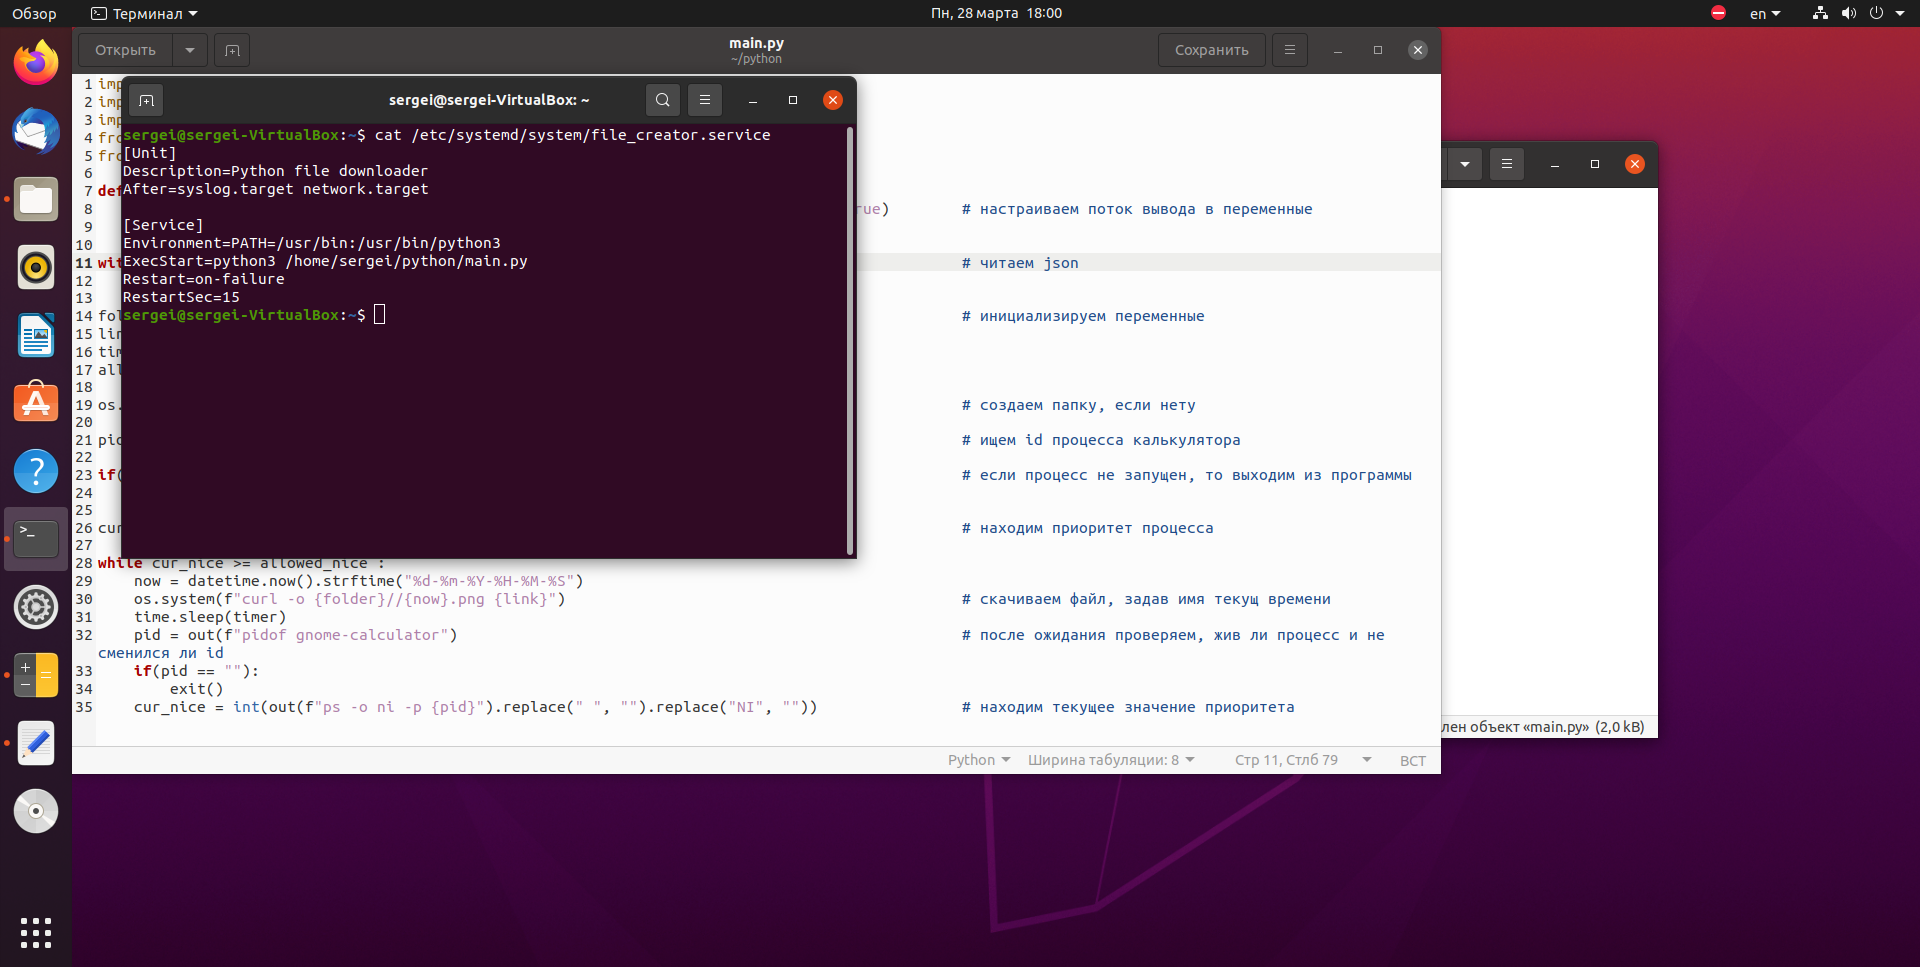 Обзор
Терминал
Пн, 28 марта 18:00
en
Открыть
main.py
~/python
Сохранить
sergei@sergei-VirtualBox: ~
sergei@sergei-VirtualBox:~$ cat /etc/systemd/system/file_creator.service
[Unit]
Description=Python file downloader
After=syslog.target network.target
[Service]
Environment=PATH=/usr/bin:/usr/bin/python3
ExecStart=python3 /home/sergei/python/main.py
Restart=on-failure
RestartSec=15
sergei@sergei-VirtualBox:~$
1 imp
2 imp
3 imp
4 fro
5 fro
6
7 def
8 rue) # настраиваем поток вывода в переменные
9
10
11 wit # читаем json
12
13
14 fol # инициализируем переменные
15 lin
16 tim
17 all
18
19 os. # создаем папку, если нету
20
21 pid # ищем id процесса калькулятора
22
23 if( # если процесс не запущен, то выходим из программы
24
25
26 cur # находим приоритет процесса
27
28 while cur_nice >= allowed_nice :
29 now = datetime.now().strftime("%d-%m-%Y-%H-%M-%S")
30 os.system(f"curl -o {folder}//{now}.png {link}") # скачиваем файл, задав имя текущ времени
31 time.sleep(timer)
32 pid = out(f"pidof gnome-calculator") # после ожидания проверяем, жив ли процесс и не
сменился ли id
33 if(pid == ""):
34 exit()
35 cur_nice = int(out(f"ps -o ni -p {pid}").replace(" ", "").replace("NI", "")) # находим текущее значение приоритета
Python Ширина табуляции: 8 Стр 11, Стлб 79 ВСТ
лен объект «main.py» (2,0 kB)